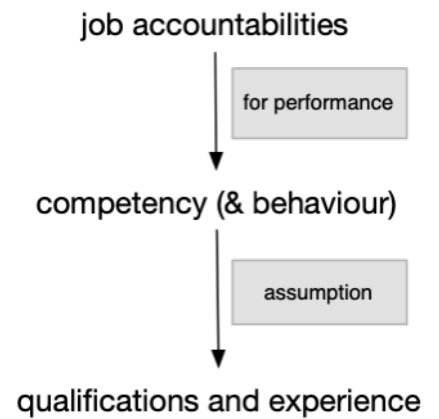 job accountabilities
for performance
competency (& behaviour)
assumption
qualifications and experience